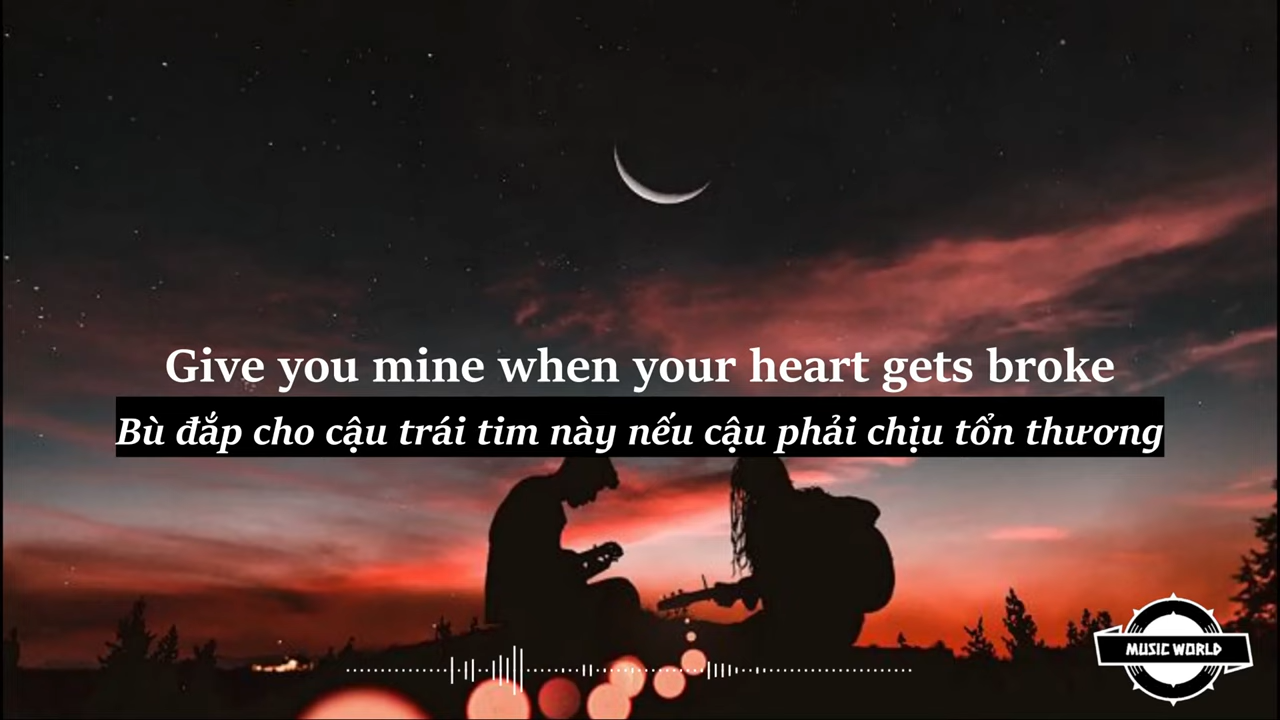 Give you mine when your heart gets broke
Bù đắp cho cậu trái tim này nếu cậu phải chịu tổn thương
MUSIC WORLD